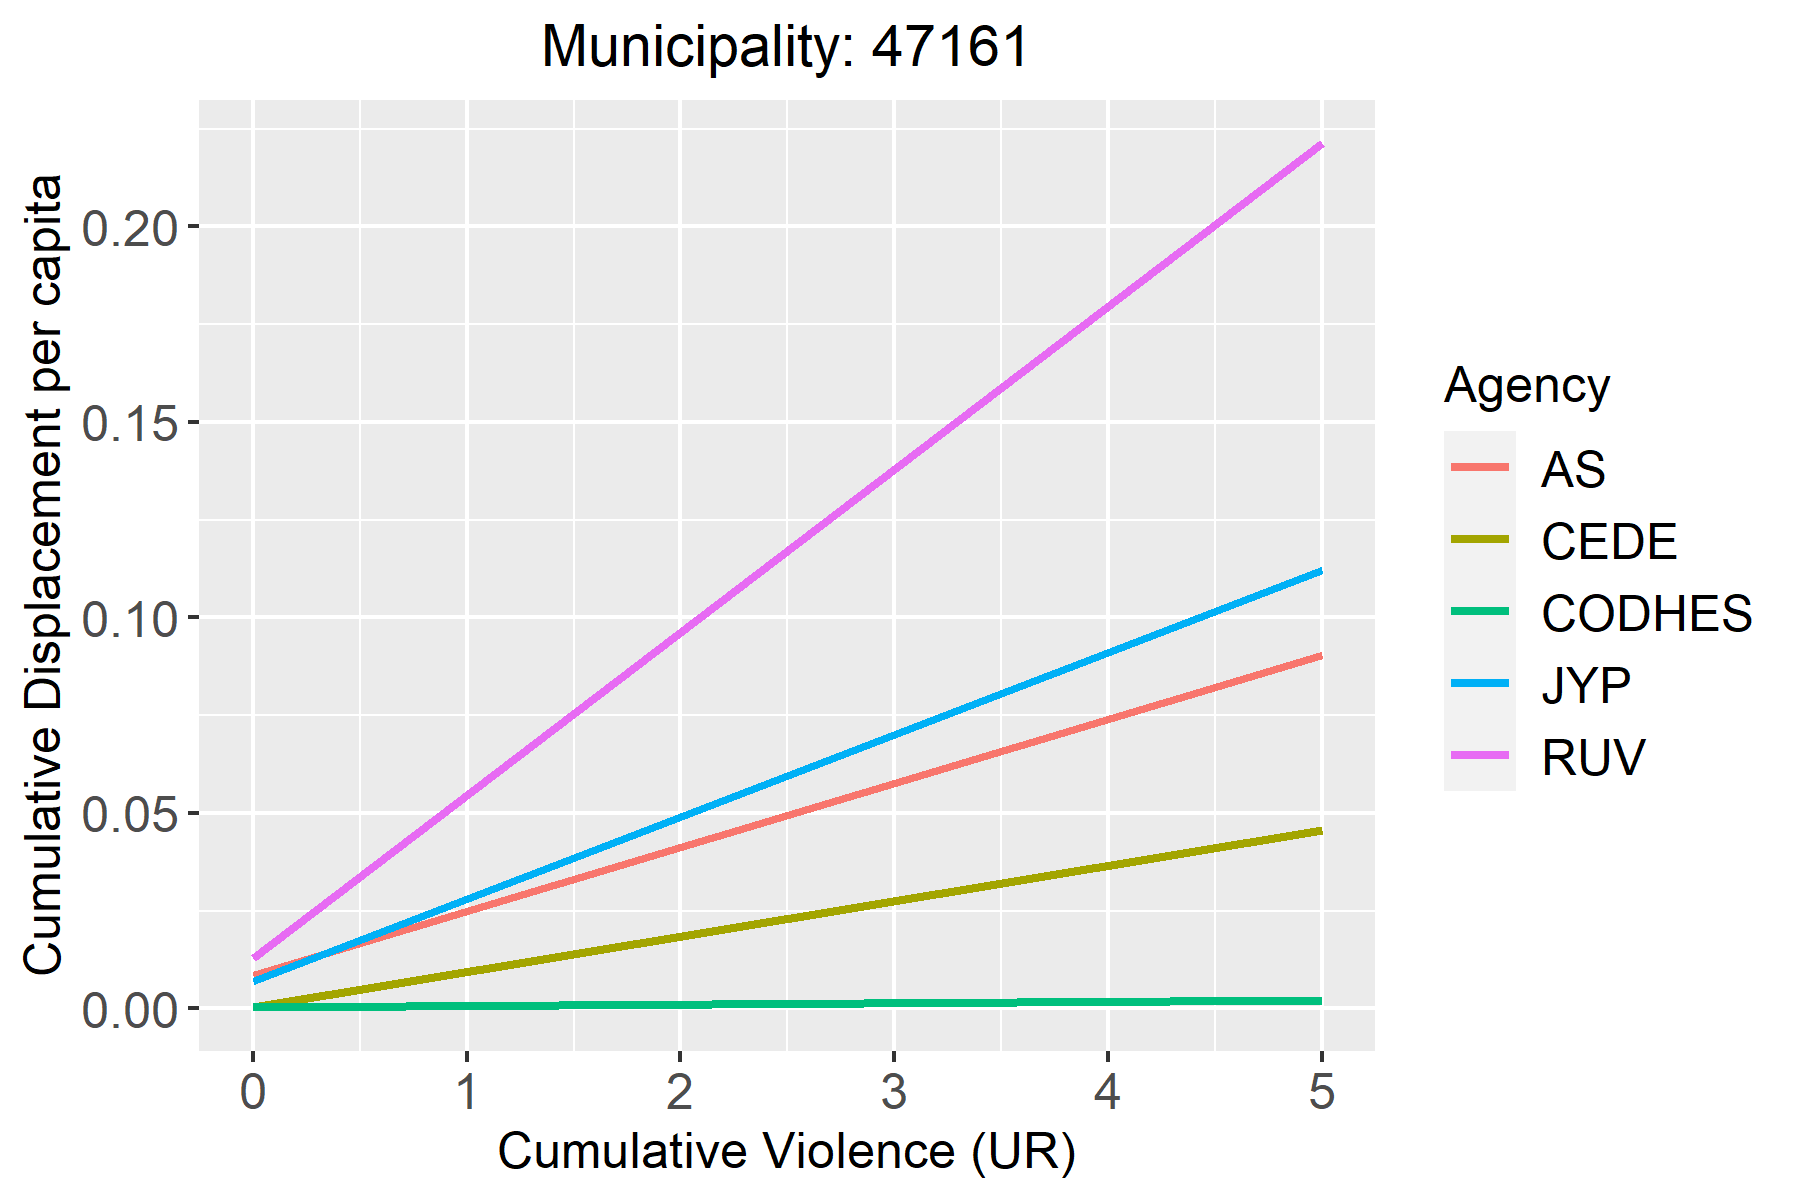 Municipality: 47161
Cumulative Displacement per capita
0.20
0.15
0.10
0.05
0.00
0 1 2 3 4 5
Cumulative Violence (UR)
Agency
AS
CEDE
CODHES
JYP
RUV